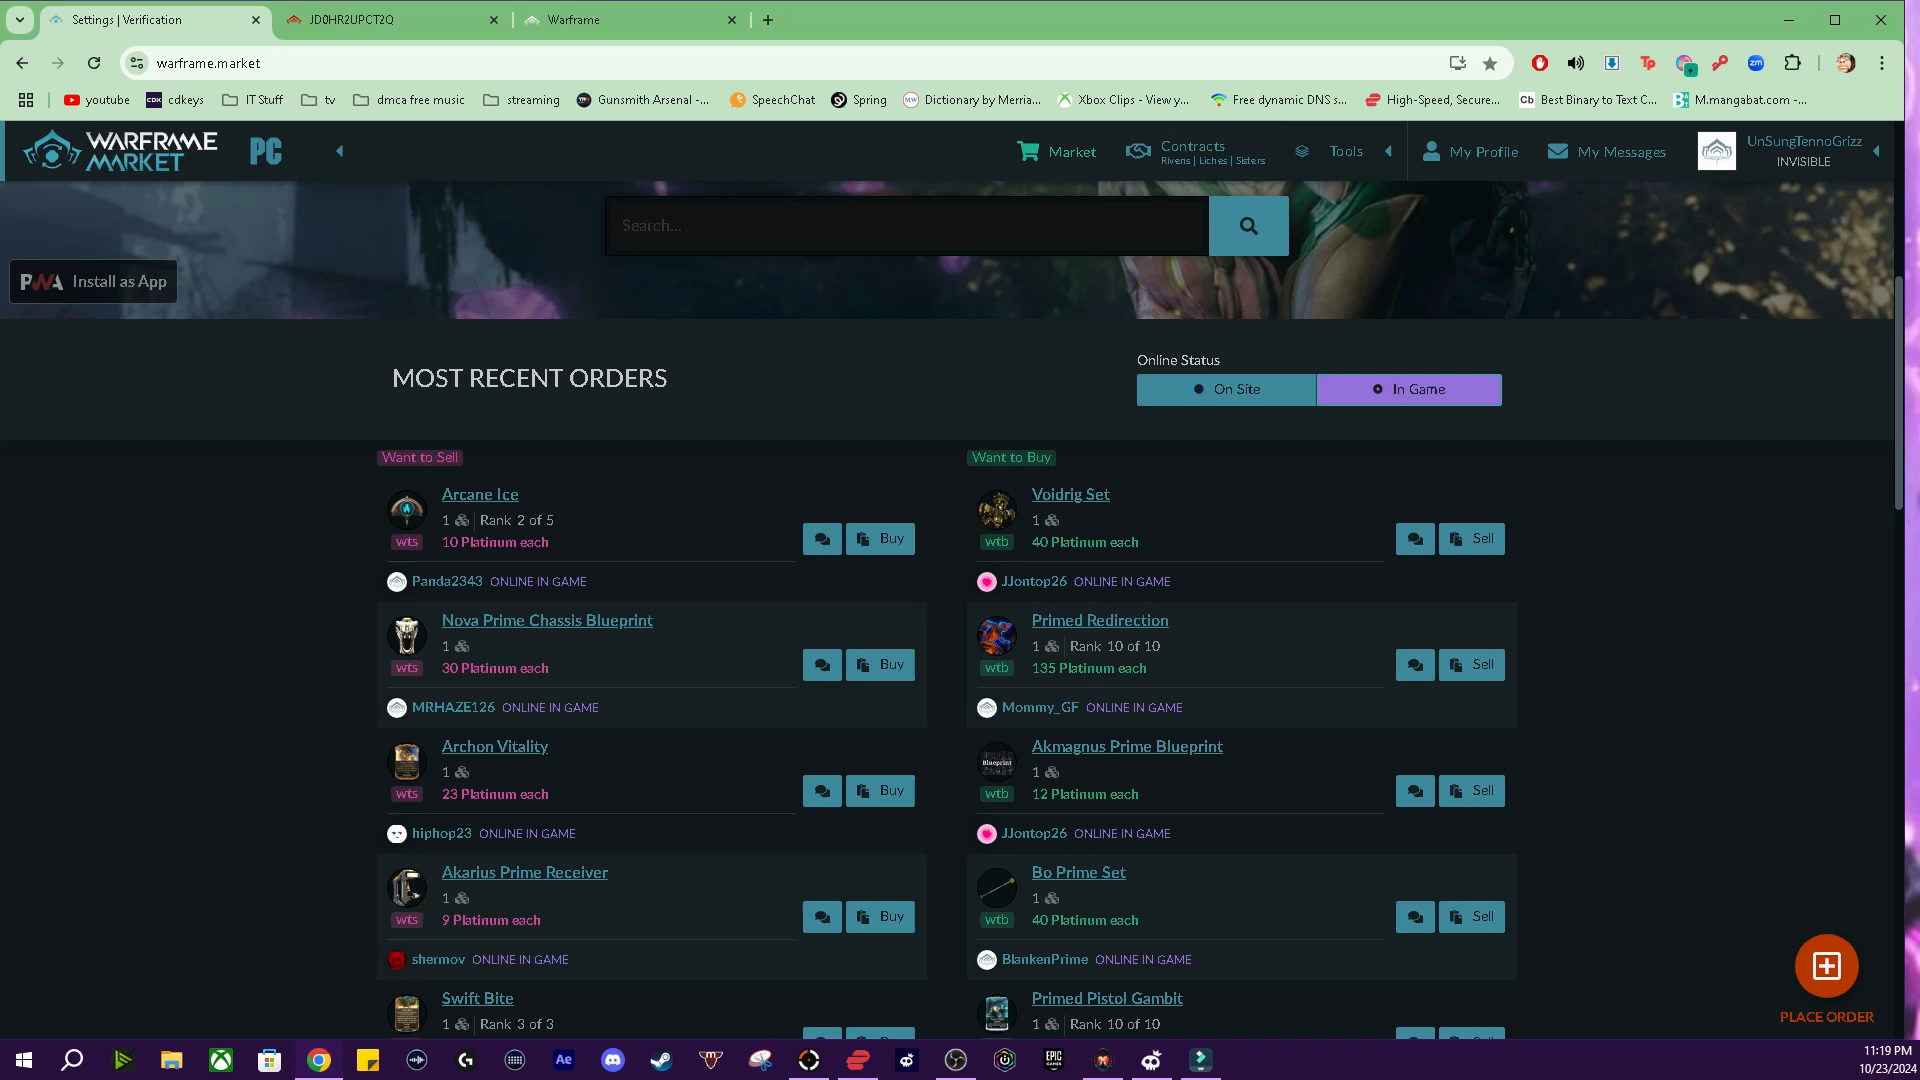 Settings | Verification
JD0HR2UPCT2Q
Warframe
warframe.market
youtube
cdkeys
IT Stuff
tv
dmca free music
streaming
Gunsmith Arsenal -...
SpeechChat
Spring
Dictionary by Merria...
Xbox Clips - View y...
Free dynamic DNS s...
High-Speed, Secure...
Best Binary to Text C...
M.mangabat.com -...
WARFRAME
MARKET
PC
Market
Contracts
Rivens | Liches | Sisters
Tools
My Profile
My Messages
UnSungTennoGrizz
INVISIBLE
Search...
PWA Install as App
MOST RECENT ORDERS
Online Status
On Site
In Game
Want to Sell
Arcane Ice
1 Rank 2 of 5
wts 10 Platinum each
Buy
Panda2343 ONLINE IN GAME
Nova Prime Chassis Blueprint
1
wts 30 Platinum each
Buy
MRHAZE126 ONLINE IN GAME
Archon Vitality
1
wts 23 Platinum each
Buy
hiphop23 ONLINE IN GAME
Akarius Prime Receiver
1
wts 9 Platinum each
Buy
shermov ONLINE IN GAME
Swift Bite
1 Rank 3 of 3
Want to Buy
Voidrig Set
1
wtb 40 Platinum each
Sell
JJontop26 ONLINE IN GAME
Primed Redirection
1 Rank 10 of 10
wtb 135 Platinum each
Sell
Mommy_GF ONLINE IN GAME
Akmagnus Prime Blueprint
Blueprint
1
wtb 12 Platinum each
Sell
JJontop26 ONLINE IN GAME
Bo Prime Set
1
wtb 40 Platinum each
Sell
BlankenPrime ONLINE IN GAME
Primed Pistol Gambit
1 Rank 10 of 10
PLACE ORDER
11:19 PM
10/23/2024